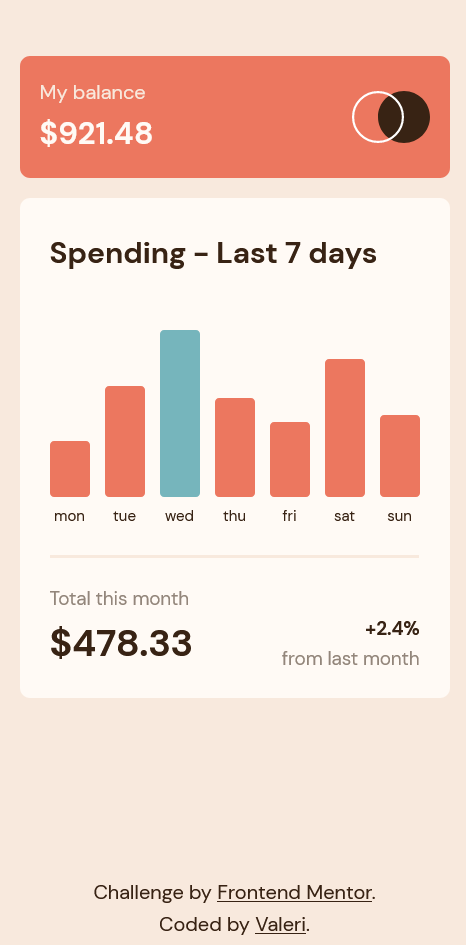 My balance
$921.48
Spending - Last 7 days
mon tue wed thu fri sat sun
Total this month
$478.33
+2.4%
from last month
Challenge by Frontend Mentor.
Coded by Valeri.